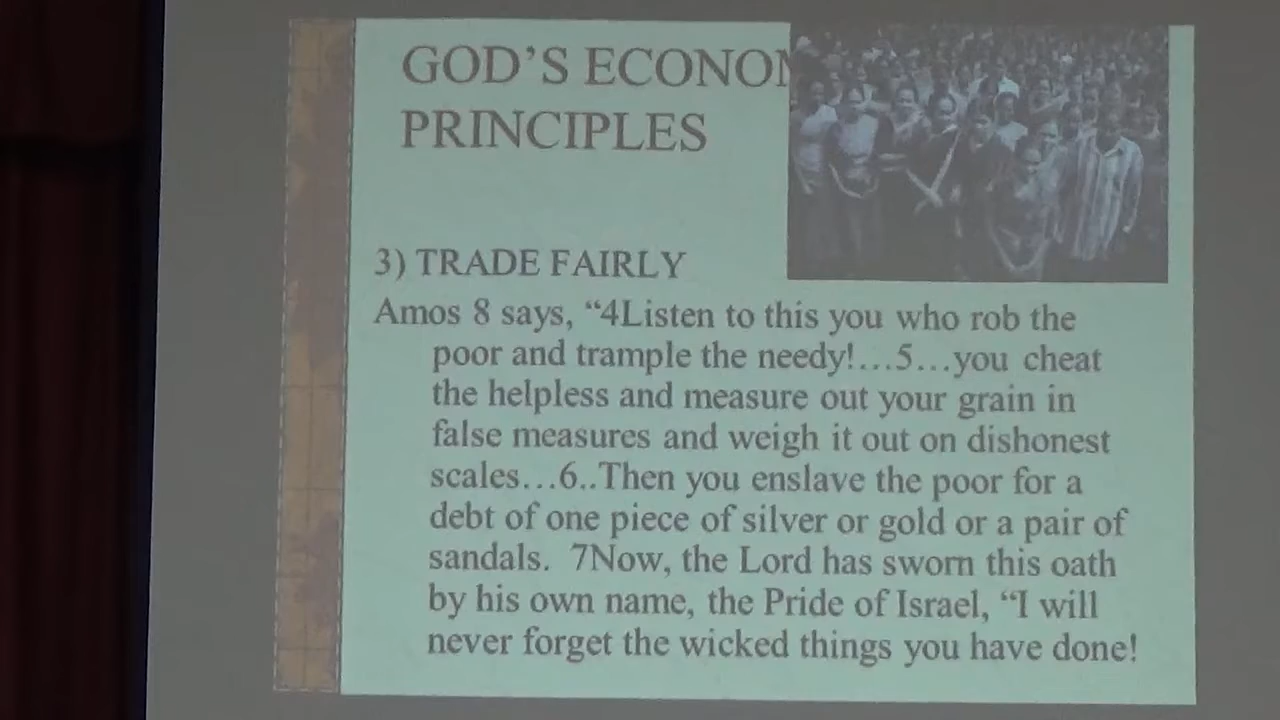 GOD'S ECONOM
PRINCIPLES
3) TRADE FAIRLY
Amos 8 says, “4Listen to this you who rob the
poor and trample the needy!…5…you cheat
the helpless and measure out your grain in
false measures and weigh it out on dishonest
scales…6..Then you enslave the poor for a
debt of one piece of silver or gold or a pair of
sandals.  7Now, the Lord has sworn this oath
by his own name, the Pride of Israel, “I will
never forget the wicked things you have done!